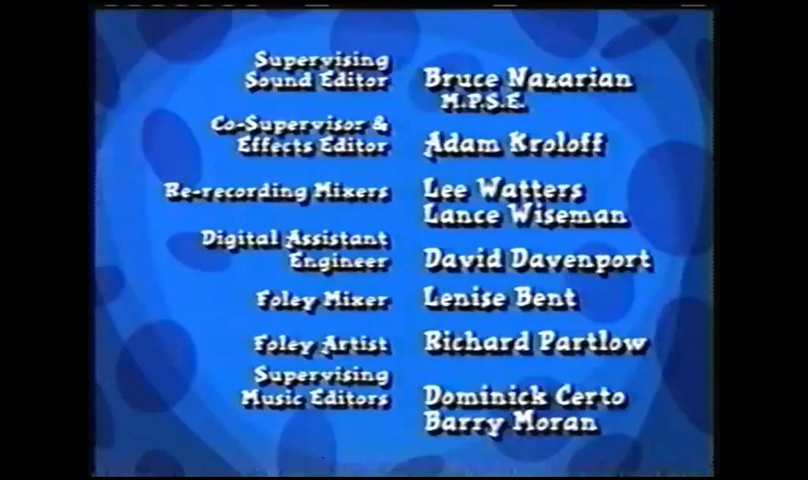 Supervising
Sound Editor
Bruce Nazarian
M.P.S.E.
Co-Supervisor &
Effects Editor
Adam Kroloff
Re-recording Mixers
Lee Watters
Lance Wiseman
Digital Assistant
Engineer
David Davenport
Foley Mixer
Lenise Bent
Foley Artist
Richard Partlow
Supervising
Music Editors
Dominick Certo
Barry Moran